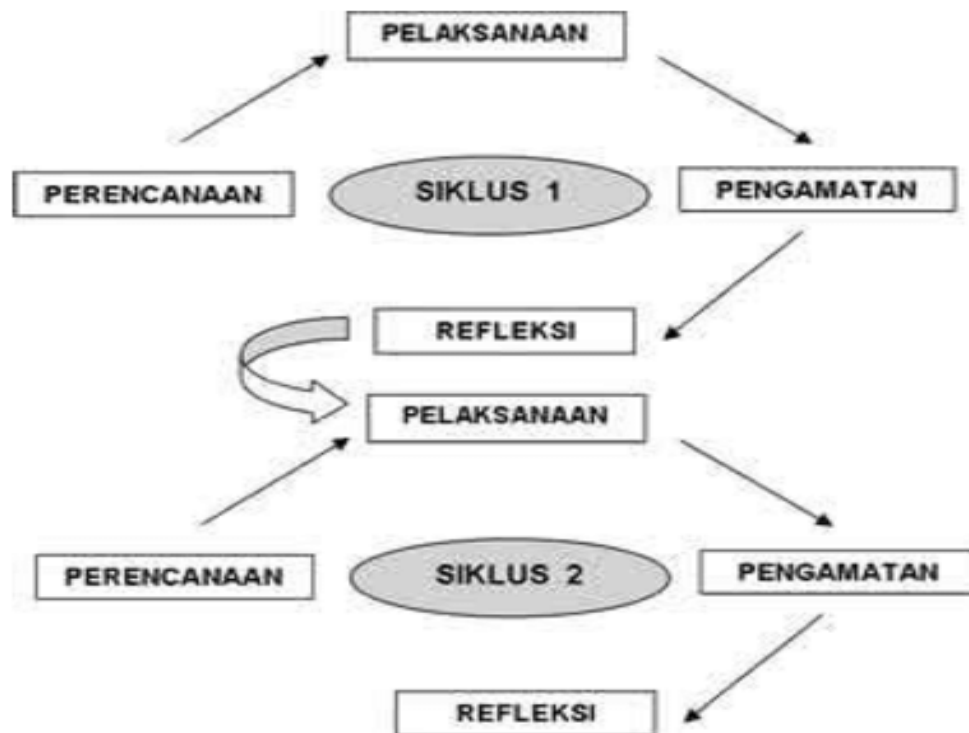 PELAKSANAAN
PERENCANAAN
SIKLUS 1
PENGAMATAN
REFLEKSI
PELAKSANAAN
PERENCANAAN
SIKLUS 2
PENGAMATAN
REFLEKSI